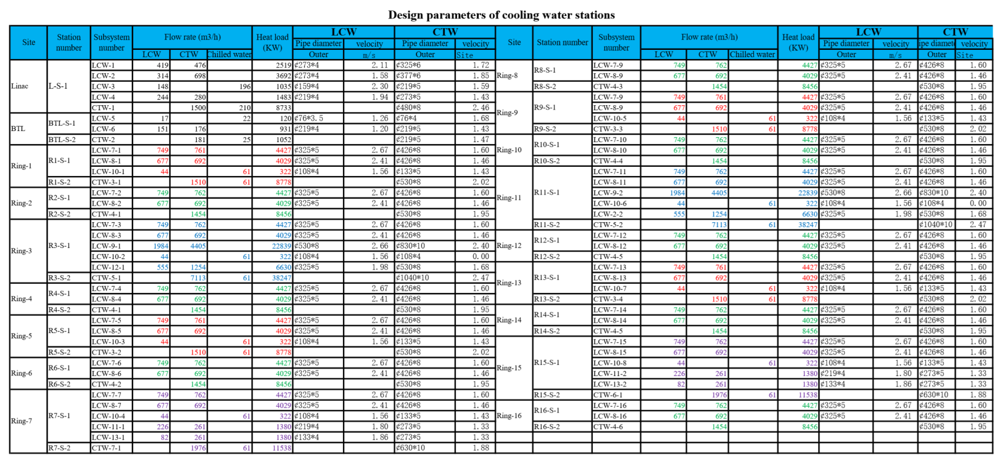 Design parameters of cooling water stations
Site Station number Subsystem number Flow rate (m3/h) Heat load (KW) LCW CTW Site Station number Subsystem number Flow rate (m3/h) Heat load (KW) LCW CTW
Pipe diameter velocity Pipe diameter velocity Pipe diameter velocity ipe diamete velocity
LCW CTW Chilled water Outer m/s Outer Site LCW CTW Chilled water Outer m/s Outer Site
Linac L-S-1 LCW-1 419 476 2519 ¢273*4 2.11 ¢325*6 1.72 Ring-8 R8-S-1 LCW-7-9 749 762 4427 ¢325*5 2.67 ¢426*8 1.60
LCW-2 314 698 3692 ¢273*4 1.58 ¢377*6 1.85 LCW-8-9 677 692 4029 ¢325*5 2.41 ¢426*8 1.46
LCW-3 148 196 1035 ¢159*4 2.30 ¢219*5 1.59 R8-S-2 CTW-4-3 1454 8456 ¢530*8 1.95
LCW-4 244 280 1483 ¢219*4 1.94 ¢273*5 1.43 Ring-9 R9-S-1 LCW-7-9 749 761 4427 ¢325*5 2.67 ¢426*8 1.60
CTW-1 1500 210 8733 ¢480*8 2.46 LCW-8-9 677 692 4029 ¢325*5 2.41 ¢426*8 1.46
BTL BTL-S-1 LCW-5 17 22 120 ¢76*3.5 1.26 ¢76*4 1.68 LCW-10-5 44 61 322 ¢108*4 1.56 ¢133*5 1.43
LCW-6 151 176 931 ¢219*4 1.20 ¢219*5 1.43 R9-S-2 CTW-3-3 1510 61 8778 ¢530*8 2.02
BTL-S-2 CTW-2 181 25 1052 ¢219*5 1.47 Ring-10 R10-S-1 LCW-7-10 749 762 4427 ¢325*5 2.67 ¢426*8 1.60
Ring-1 R1-S-1 LCW-7-1 749 761 4427 ¢325*5 2.67 ¢426*8 1.60 LCW-8-10 677 692 4029 ¢325*5 2.41 ¢426*8 1.46
LCW-8-1 677 692 4029 ¢325*5 2.41 ¢426*8 1.46 R10-S-2 CTW-4-4 1454 8456 ¢530*8 1.95
LCW-10-1 44 61 322 ¢108*4 1.56 ¢133*5 1.43 Ring-11 R11-S-1 LCW-7-11 749 762 4427 ¢325*5 2.67 ¢426*8 1.60
R1-S-2 CTW-3-1 1510 61 8778 ¢530*8 2.02 LCW-8-11 677 692 4029 ¢325*5 2.41 ¢426*8 1.46
Ring-2 R2-S-1 LCW-7-2 749 762 4427 ¢325*5 2.67 ¢426*8 1.60 LCW-9-2 1984 4405 22839 ¢530*8 2.66 ¢830*10 2.40
LCW-8-2 677 692 4029 ¢325*5 2.41 ¢426*8 1.46 LCW-10-6 44 61 322 ¢108*4 1.56 ¢108*4 0.00
R2-S-2 CTW-4-1 1454 8456 ¢530*8 1.95 LCW-2-2 555 1254 6630 ¢325*5 1.98 ¢530*8 1.68
Ring-3 R3-S-1 LCW-7-3 749 762 4427 ¢325*5 2.67 ¢426*8 1.60 R11-S-2 CTW-5-2 7113 61 38247 ¢1040*10 2.47
LCW-8-3 677 692 4029 ¢325*5 2.41 ¢426*8 1.46 Ring-12 R12-S-1 LCW-7-12 749 762 4427 ¢325*5 2.67 ¢426*8 1.60
LCW-9-1 1984 4405 22839 ¢530*8 2.66 ¢830*10 2.40 LCW-8-12 677 692 4029 ¢325*5 2.41 ¢426*8 1.46
LCW-10-2 44 61 322 ¢108*4 1.56 ¢108*4 0.00 R12-S-2 CTW-4-5 1454 8456 ¢530*8 1.95
LCW-12-1 555 1254 6630 ¢325*5 1.98 ¢530*8 1.68 Ring-13 R13-S-1 LCW-7-13 749 761 4427 ¢325*5 2.67 ¢426*8 1.60
R3-S-2 CTW-5-1 7113 61 38247 ¢1040*10 2.47 LCW-8-13 677 692 4029 ¢325*5 2.41 ¢426*8 1.46
Ring-4 R4-S-1 LCW-7-4 749 762 4427 ¢325*5 2.67 ¢426*8 1.60 LCW-10-7 44 61 322 ¢108*4 1.56 ¢133*5 1.43
LCW-8-4 677 692 4029 ¢325*5 2.41 ¢426*8 1.46 R13-S-2 CTW-3-4 1510 61 8778 ¢530*8 2.02
R4-S-2 CTW-4-1 1454 8456 ¢530*8 1.95 Ring-14 R14-S-1 LCW-7-14 749 762 4427 ¢325*5 2.67 ¢426*8 1.60
Ring-5 R5-S-1 LCW-7-5 749 761 4427 ¢325*5 2.67 ¢426*8 1.60 LCW-8-14 677 692 4029 ¢325*5 2.41 ¢426*8 1.46
LCW-8-5 677 692 4029 ¢325*5 2.41 ¢426*8 1.46 R14-S-2 CTW-4-5 1454 8456 ¢530*8 1.95
LCW-10-3 44 61 322 ¢108*4 1.56 ¢133*5 1.43 Ring-15 R15-S-1 LCW-7-15 749 762 4427 ¢325*5 2.67 ¢426*8 1.60
R5-S-2 CTW-3-2 1510 61 8778 ¢530*8 2.02 LCW-8-15 677 692 4029 ¢325*5 2.41 ¢426*8 1.46
Ring-6 R6-S-1 LCW-7-6 749 762 4427 ¢325*5 2.67 ¢426*8 1.60 LCW-10-8 44 61 322 ¢108*4 1.56 ¢133*5 1.43
LCW-8-6 677 692 4029 ¢325*5 2.41 ¢426*8 1.46 LCW-11-2 226 261 1380 ¢219*4 1.80 ¢273*5 1.33
R6-S-2 CTW-4-2 1454 8456 ¢530*8 1.95 LCW-13-2 82 261 1380 ¢133*4 1.86 ¢273*5 1.33
Ring-7 R7-S-1 LCW-7-7 749 762 4427 ¢325*5 2.67 ¢426*8 1.60 R15-S-2 CTW-6-1 1976 61 11538 ¢630*10 1.88
LCW-8-7 677 692 4029 ¢325*5 2.41 ¢426*8 1.46 Ring-16 R16-S-1 LCW-7-16 749 762 4427 ¢325*5 2.67 ¢426*8 1.60
LCW-10-4 44 61 322 ¢108*4 1.56 ¢133*5 1.43 LCW-8-16 677 692 4029 ¢325*5 2.41 ¢426*8 1.46
LCW-11-1 226 261 1380 ¢219*4 1.80 ¢273*5 1.33 R16-S-2 CTW-4-6 1454 8456 ¢530*8 1.95
LCW-13-1 82 261 1380 ¢133*4 1.86 ¢273*5 1.33
R7-S-2 CTW-7-1 1976 61 11538 ¢630*10 1.88